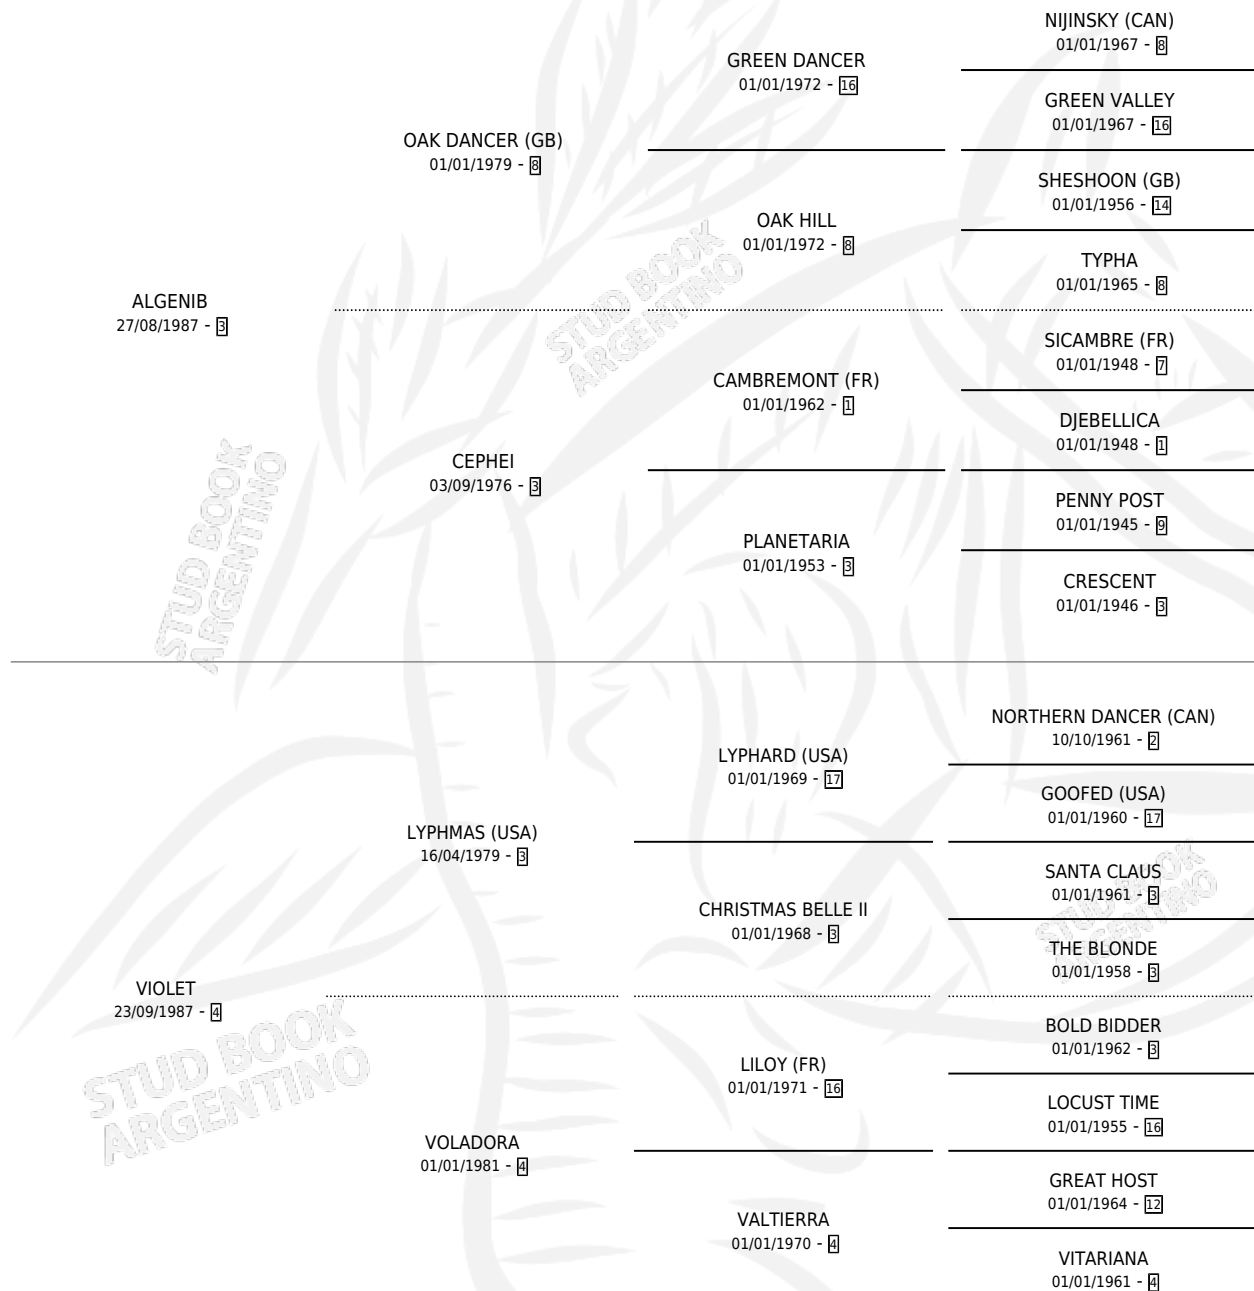 NIJINSKY (CAN)
01/01/1967 - 8
GREEN DANCER
01/01/1972 - 16
GREEN VALLEY
01/01/1967 - 16
OAK DANCER (GB)
01/01/1979 - 8
SHESHOON (GB)
01/01/1956 - 14
OAK HILL
01/01/1972 - 8
TYPHA
01/01/1965 - 8
ALGENIB
27/08/1987 - 3
SICAMBRE (FR)
01/01/1948 - 7
CAMBREMONT (FR)
01/01/1962 - 1
DJEBELLICA
01/01/1948 - 1
CEPHEI
03/09/1976 - 3
PENNY POST
01/01/1945 - 9
PLANETARIA
01/01/1953 - 3
CRESCENT
01/01/1946 - 3
NORTHERN DANCER (CAN)
10/10/1961 - 2
LYPHARD (USA)
01/01/1969 - 17
GOOFED (USA)
01/01/1960 - 17
LYPHMAS (USA)
16/04/1979 - 3
SANTA CLAUS
01/01/1961 - 3
CHRISTMAS BELLE II
01/01/1968 - 3
THE BLONDE
01/01/1958 - 3
VIOLET
23/09/1987 - 4
BOLD BIDDER
01/01/1962 - 3
LILOY (FR)
01/01/1971 - 16
LOCUST TIME
01/01/1955 - 16
VOLADORA
01/01/1981 - 4
GREAT HOST
01/01/1964 - 12
VALTIERRA
01/01/1970 - 4
VITARIANA
01/01/1961 - 4
STUD BOOK
ARGENTINO
STUD BOOK
ARGENTINO
STUD BOOK
ARGENTINO
STUD BOOK
ARGENTINO